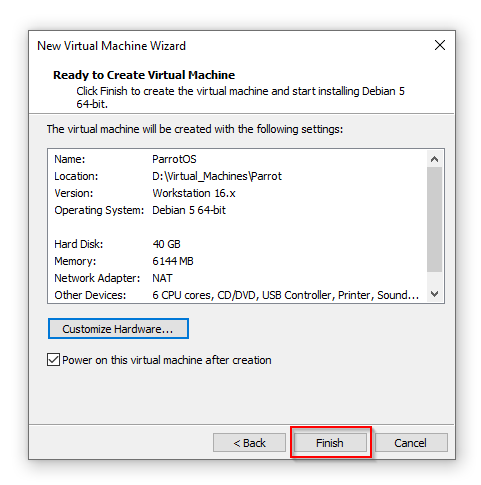 New Virtual Machine Wizard
Ready to Create Virtual Machine
Click Finish to create the virtual machine and start installing Debian 5
64-bit.
The virtual machine will be created with the following settings:
Name: ParrotOS
Location: D:\Virtual_Machines\Parrot
Version: Workstation 16.x
Operating System: Debian 5 64-bit
Hard Disk: 40 GB
Memory: 6144 MB
Network Adapter: NAT
Other Devices: 6 CPU cores, CD/DVD, USB Controller, Printer, Sound...
Customize Hardware...
Power on this virtual machine after creation
< Back Finish Cancel